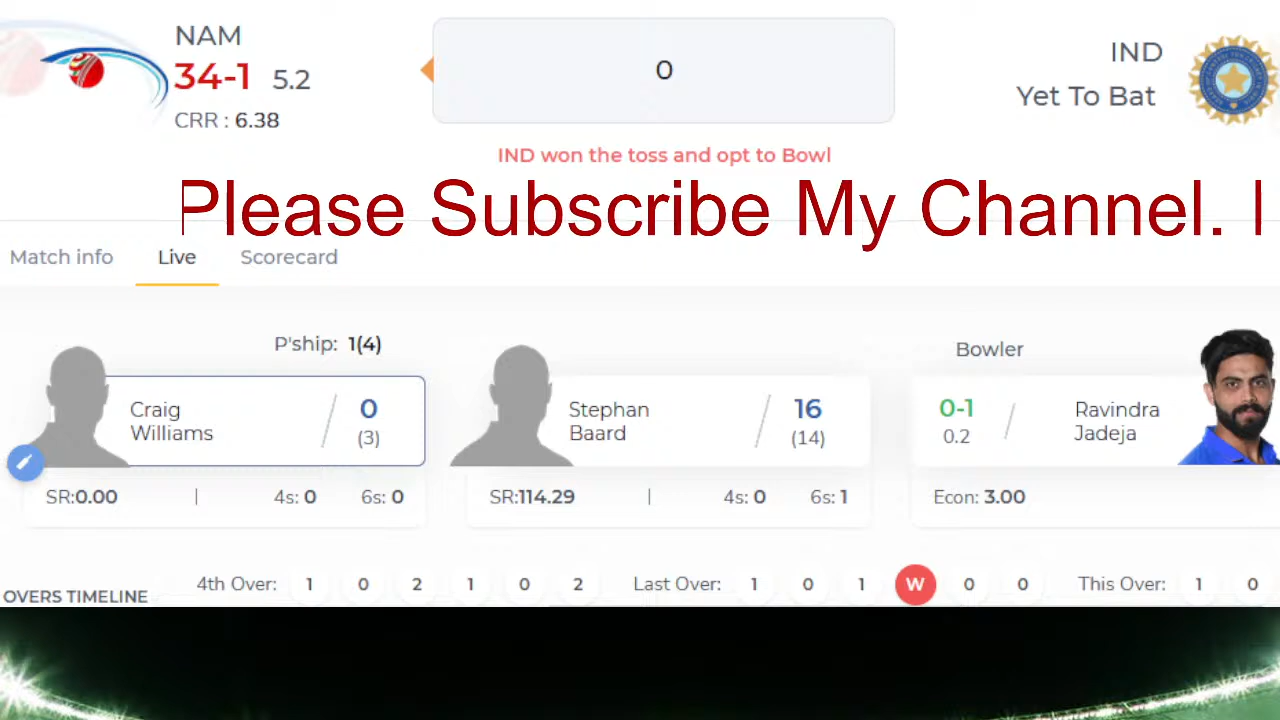 NAM
34-1 5.2
CRR : 6.38
0
IND
Yet To Bat
IND won the toss and opt to Bowl
Please Subscribe My Channel.
Match info Live Scorecard
P'ship: 1(4)
Craig
Williams
0
(3)
SR:0.00 | 4s: 0 6s: 0
Stephan
Baard
16
(14)
SR:114.29 | 4s: 0 6s: 1
Bowler
0-1
0.2
Ravindra
Jadeja
Econ: 3.00
OVERS TIMELINE
4th Over: 1 0 2 1 0 2
Last Over: 1 0 1 W 0 0
This Over: 1 0